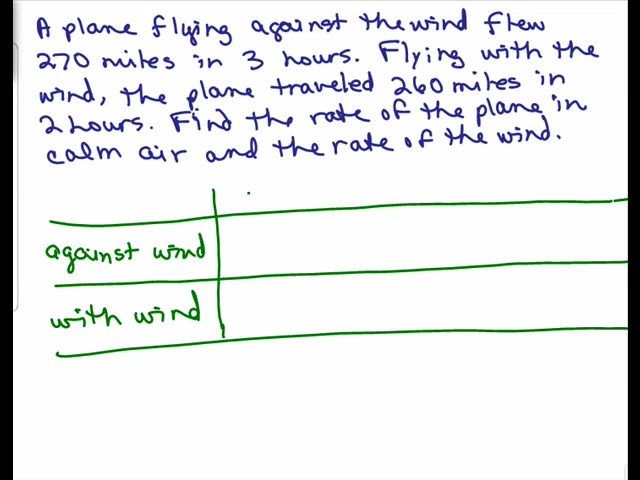 A plane flying against the wind flew
270 miles in 3 hours. Flying with the
wind, the plane traveled 260 miles in
2 hours. Find the rate of the plane in
calm air and the rate of the wind.
against wind
with wind